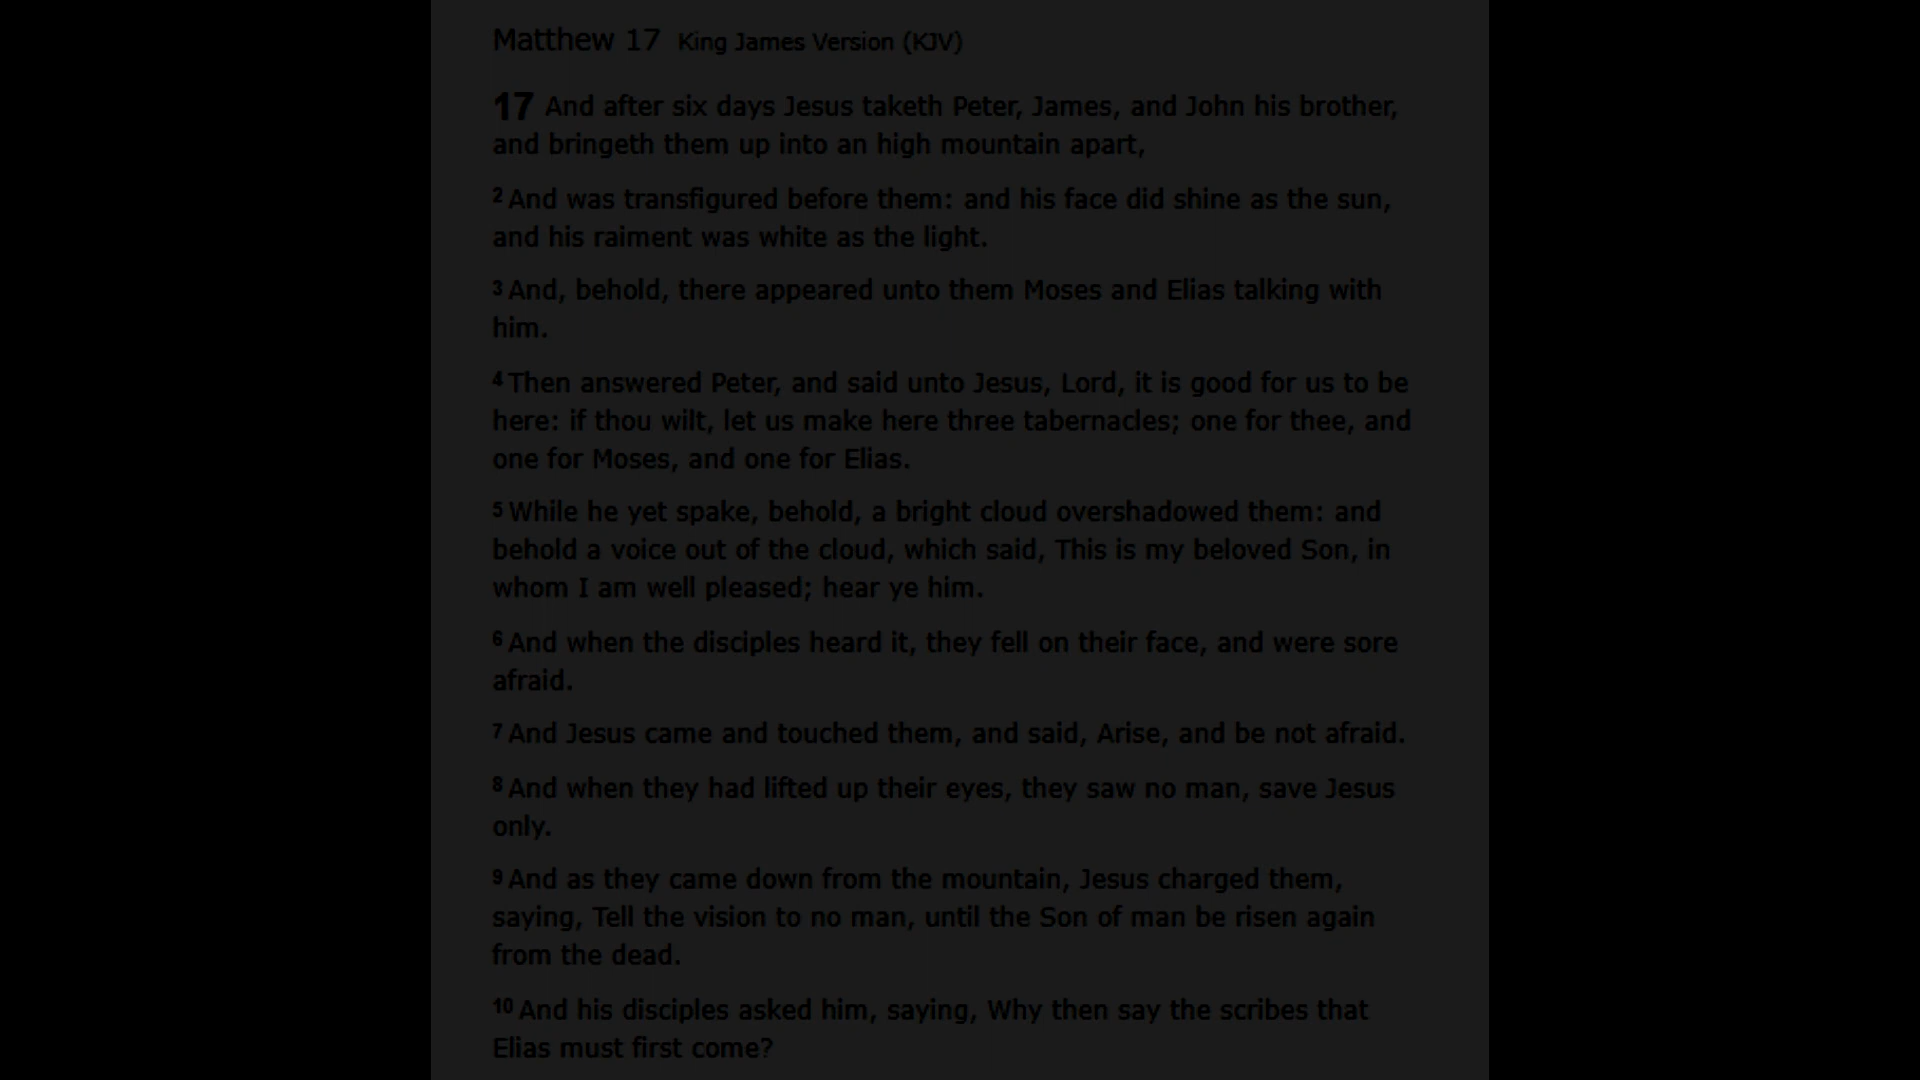 Matthew 17 King James Version (KJV)
17 And after six days Jesus taketh Peter, James, and John his brother,
and bringeth them up into an high mountain apart,
2 And was transfigured before them: and his face did shine as the sun,
and his raiment was white as the light.
3 And, behold, there appeared unto them Moses and Elias talking with
him.
4 Then answered Peter, and said unto Jesus, Lord, it is good for us to be
here: if thou wilt, let us make here three tabernacles; one for thee, and
one for Moses, and one for Elias.
5 While he yet spake, behold, a bright cloud overshadowed them: and
behold a voice out of the cloud, which said, This is my beloved Son, in
whom I am well pleased; hear ye him.
6 And when the disciples heard it, they fell on their face, and were sore
afraid.
7 And Jesus came and touched them, and said, Arise, and be not afraid.
8 And when they had lifted up their eyes, they saw no man, save Jesus
only.
9 And as they came down from the mountain, Jesus charged them,
saying, Tell the vision to no man, until the Son of man be risen again
from the dead.
10 And his disciples asked him, saying, Why then say the scribes that
Elias must first come?